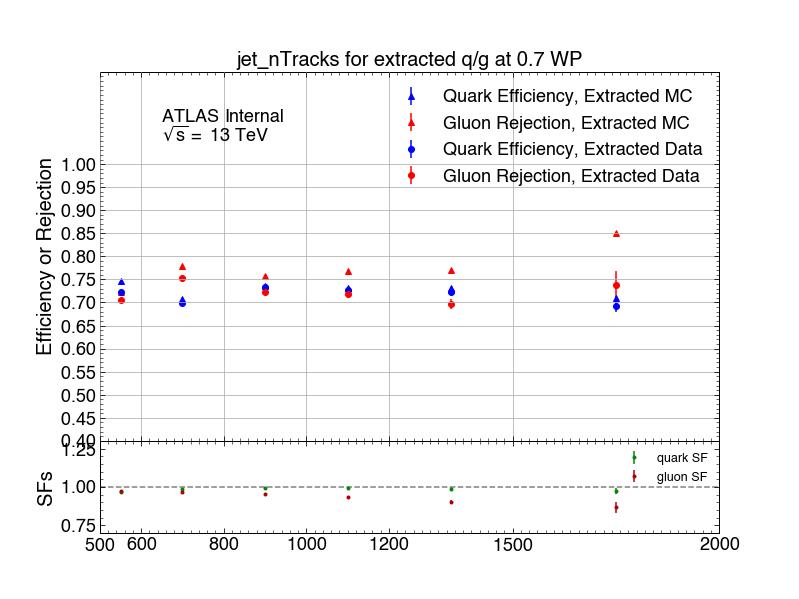 jet_nTracks for extracted q/g at 0.7 WP
ATLAS Internal
√s = 13 TeV
Quark Efficiency, Extracted MC
Gluon Rejection, Extracted MC
Quark Efficiency, Extracted Data
Gluon Rejection, Extracted Data
Efficiency or Rejection
1.00
0.95
0.90
0.85
0.80
0.75
0.70
0.65
0.60
0.55
0.50
0.45
0.40
SFs
1.25
1.00
0.75
quark SF
gluon SF
500 600 800 1000 1200 1500 2000